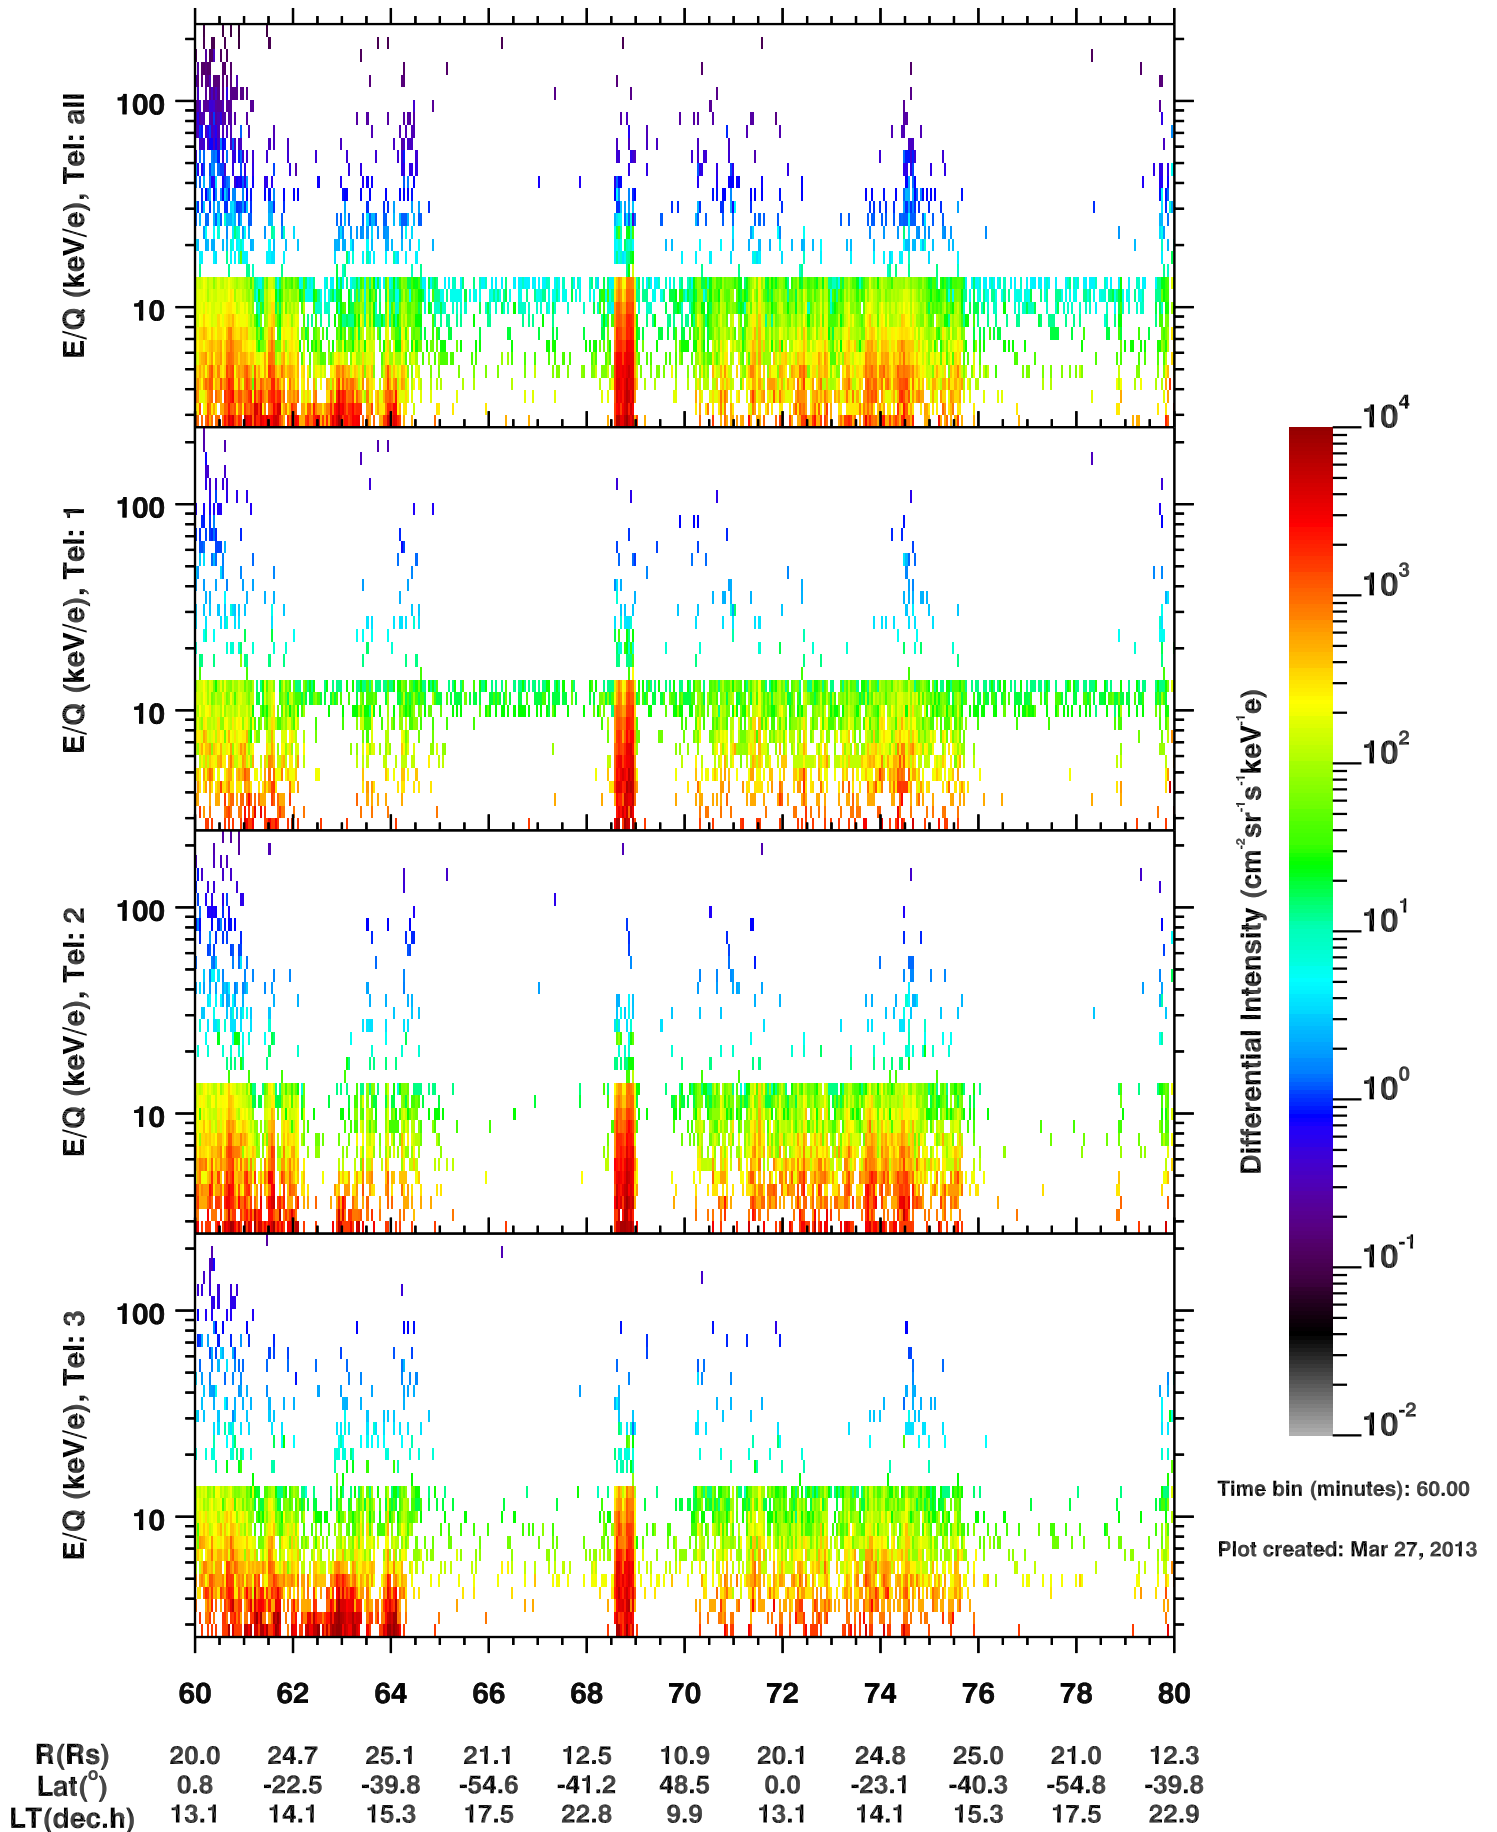 E/Q (keV/e), Tel: all
100
10
E/Q (keV/e), Tel: 1
100
10
E/Q (keV/e), Tel: 2
100
10
E/Q (keV/e), Tel: 3
100
10
60 62 64 66 68 70 72 74 76 78 80
R(Rs) 20.0 24.7 25.1 21.1 12.5 10.9 20.1 24.8 25.0 21.0 12.3
Lat(°) 0.8 -22.5 -39.8 -54.6 -41.2 48.5 0.0 -23.1 -40.3 -54.8 -39.8
LT(dec.h) 13.1 14.1 15.3 17.5 22.8 9.9 13.1 14.1 15.3 17.5 22.9
Differential Intensity (cm⁻²sr⁻¹s⁻¹keV⁻¹e)
10⁴
10³
10²
10¹
10⁰
10⁻¹
10⁻²
Time bin (minutes): 60.00
Plot created: Mar 27, 2013